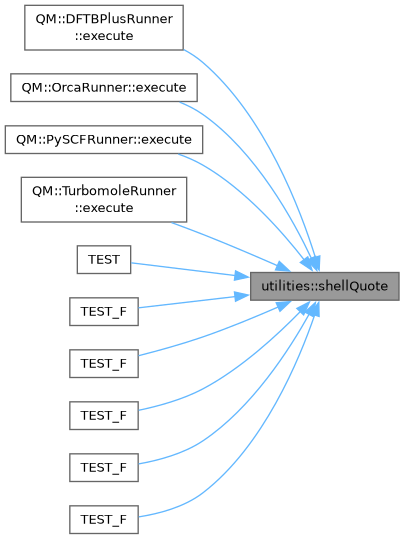 QM::DFTBPlusRunner
::execute
QM::OrcaRunner::execute
QM::PySCFRunner::execute
QM::TurbomoleRunner
::execute
TEST
utilities::shellQuote
TEST_F
TEST_F
TEST_F
TEST_F
TEST_F